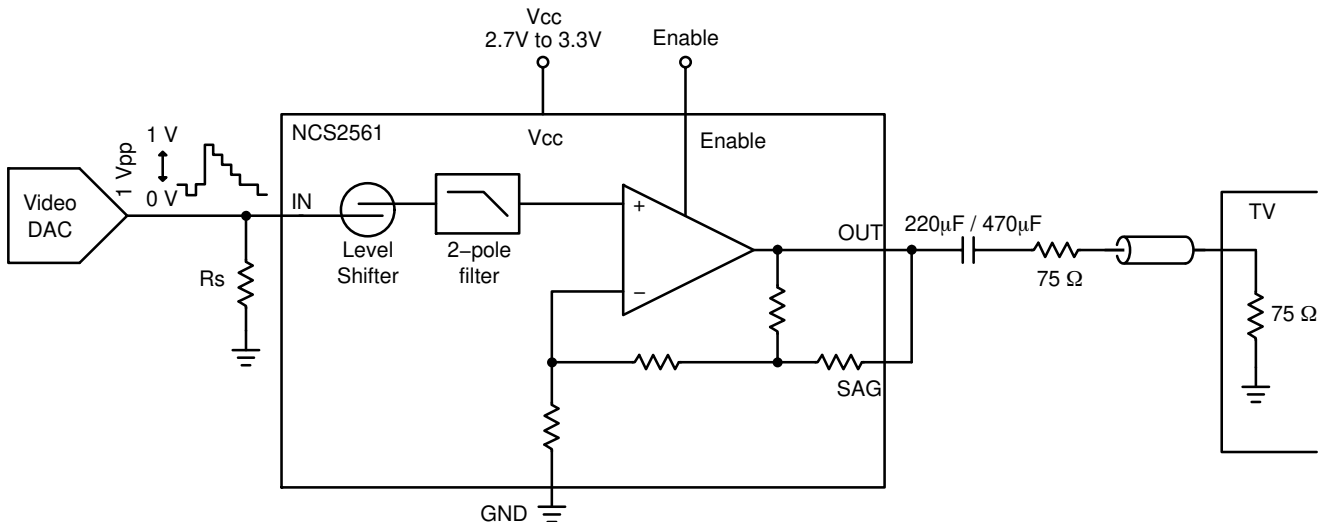 Vcc
2.7V to 3.3V
Enable
NCS2561
Vcc
Enable
1 Vpp
1 V
0 V
Video
DAC
IN
Level
Shifter
2−pole
filter
+
−
OUT
220μF / 470μF
75 Ω
TV
75 Ω
Rs
SAG
GND